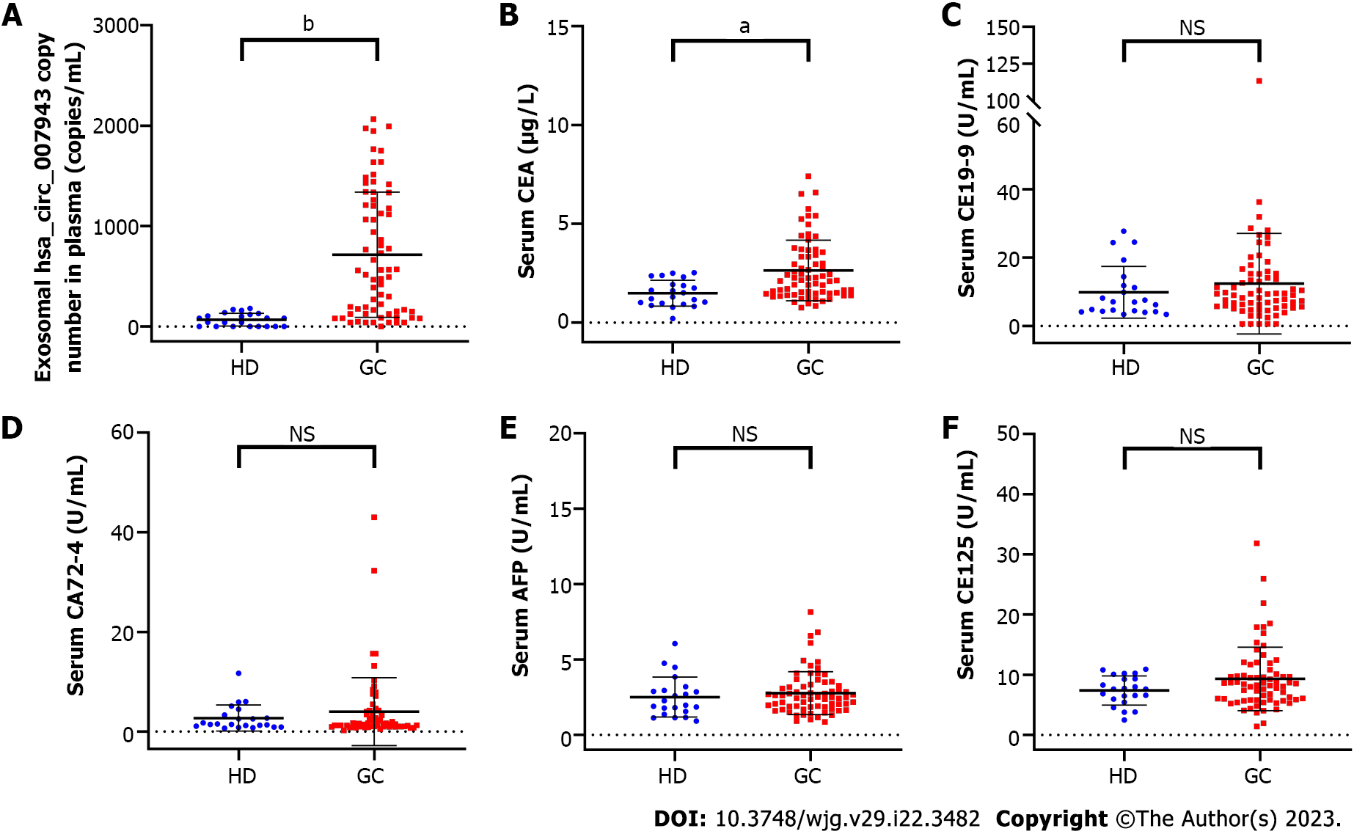 A
Exosomal hsa_circ_007943 copy
number in plasma (copies/mL)
3000
2000
1000
0
b
HD GC
B
Serum CEA (µg/L)
15
10
5
0
a
HD GC
C
Serum CE19-9 (U/mL)
150
125
100
60
40
20
0
NS
HD GC
D
Serum CA72-4 (U/mL)
60
40
20
0
NS
HD GC
E
Serum AFP (U/mL)
20
15
10
5
0
NS
HD GC
F
Serum CE125 (U/mL)
50
40
30
20
10
0
NS
HD GC
DOI: 10.3748/wjg.v29.i22.3482 Copyright ©The Author(s) 2023.